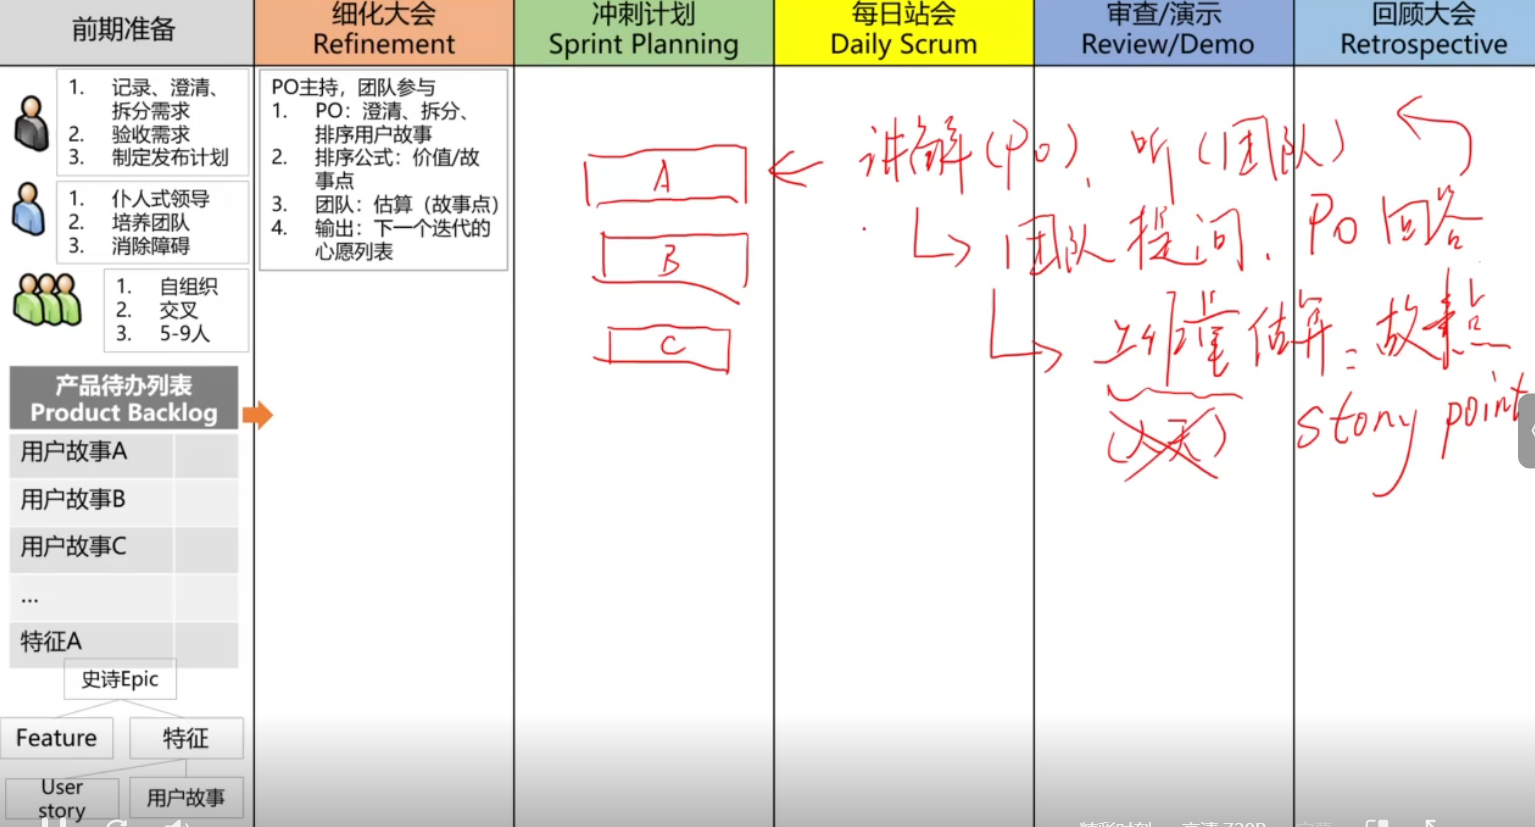 前期准备
细化大会
Refinement
冲刺计划
Sprint Planning
每日站会
Daily Scrum
审查/演示
Review/Demo
回顾大会
Retrospective
1. 记录、澄清、
拆分需求
2. 验收需求
3. 制定发布计划
1. 仆人式领导
2. 培养团队
3. 消除障碍
1. 自组织
2. 交叉
3. 5-9人
产品待办列表
Product Backlog
用户故事A
用户故事B
用户故事C
...
特征A
史诗Epic
Feature
特征
User
story
用户故事
PO主持，团队参与
1. PO：澄清、拆分、
排序用户故事
2. 排序公式：价值/故
事点
3. 团队：估算（故事点）
4. 输出：下一个迭代的
心愿列表
A
B
C
讲解(PO)、听(团队)
团队提问. PO回答
工作量估算: 故事点
(人天) story point
高清 720P